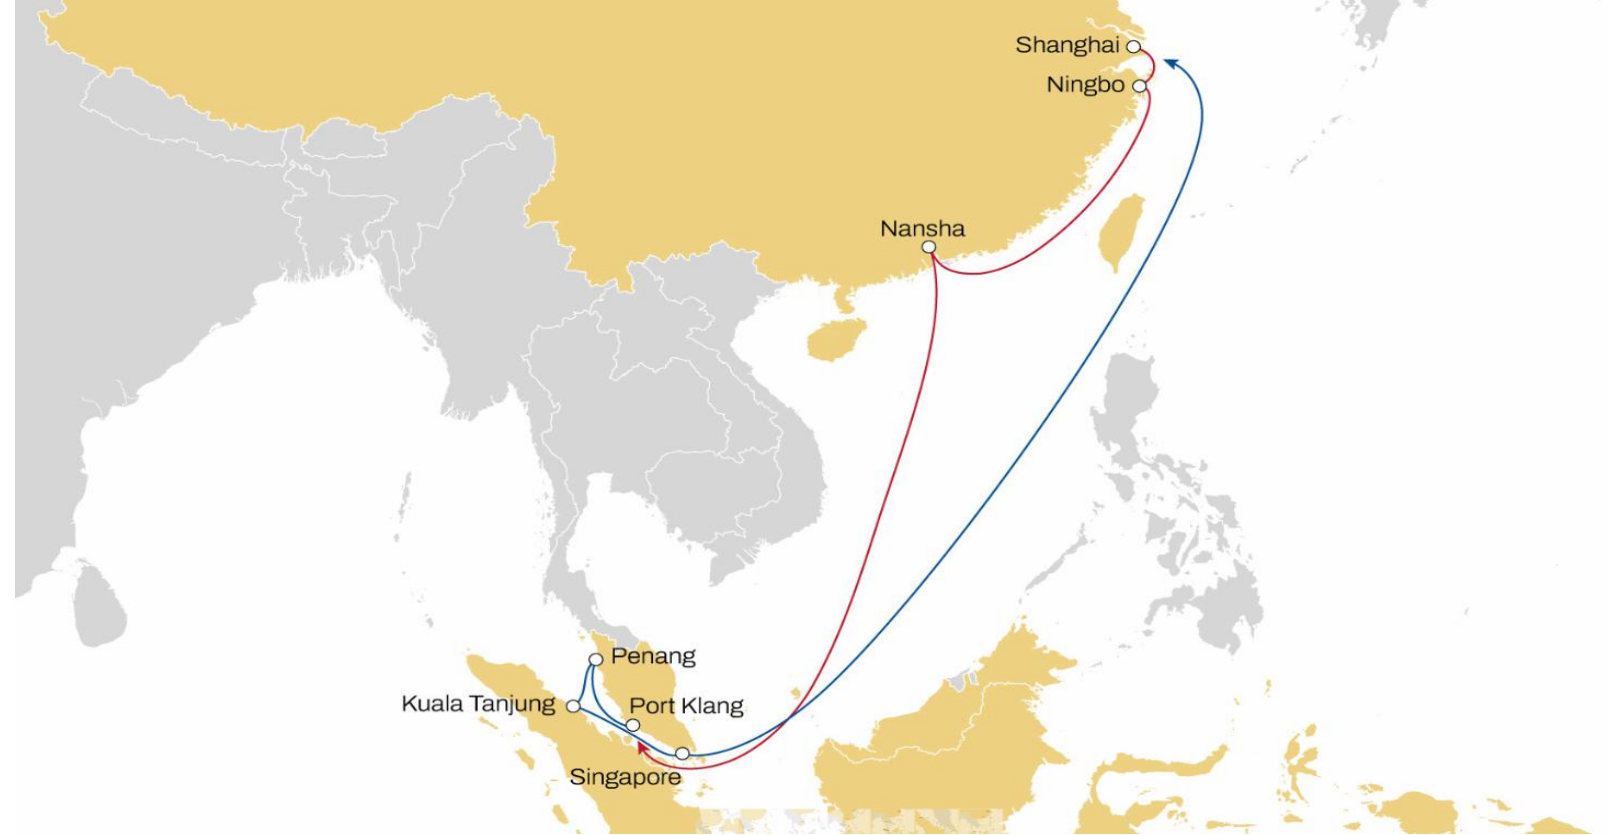 Shanghai
Ningbo
Nansha
Penang
Kuala Tanjung
Port Klang
Singapore